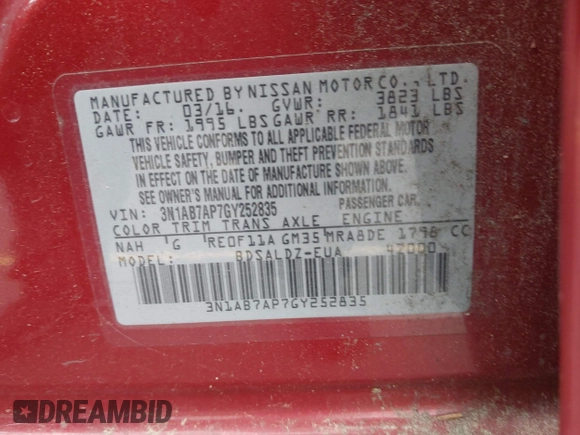 MANUFACTURED BY NISSAN MOTOR CO., LTD.
DATE: 03/16. GVWR: 3823 LBS
GAWR FR: 1995 LBS GAWR RR: 1841 LBS
THIS VEHICLE CONFORMS TO ALL APPLICABLE FEDERAL MOTOR
VEHICLE SAFETY, BUMPER AND THEFT PREVENTION STANDARDS
IN EFFECT ON THE DATE OF MANUFACTURE SHOWN ABOVE.
SEE OWNER'S MANUAL FOR ADDITIONAL INFORMATION.
VIN: 3N1AB7AP7GY252835 PASSENGER CAR.
COLOR TRIM TRANS AXLE ENGINE
NAH G RE0F11A GM35 MRA8DE 1798 CC
MODEL: BDSALDZ-EUA 47000
3N1AB7AP7GY252835
DREAMBID